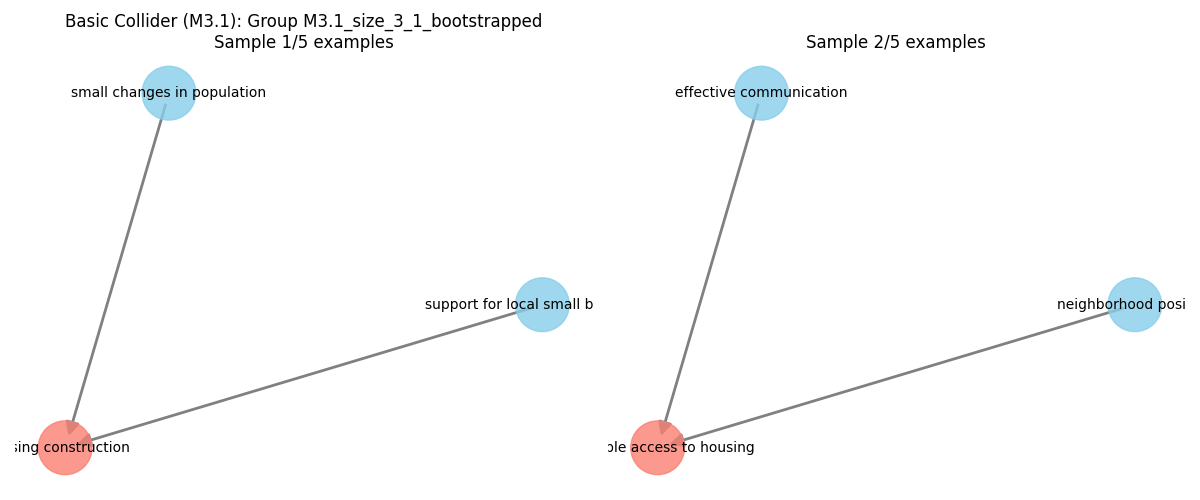 Basic Collider (M3.1): Group M3.1_size_3_1_bootstrapped
Sample 1/5 examples
Sample 2/5 examples
small changes in population
effective communication
support for local small b
neighborhood posi
sing construction
ble access to housing